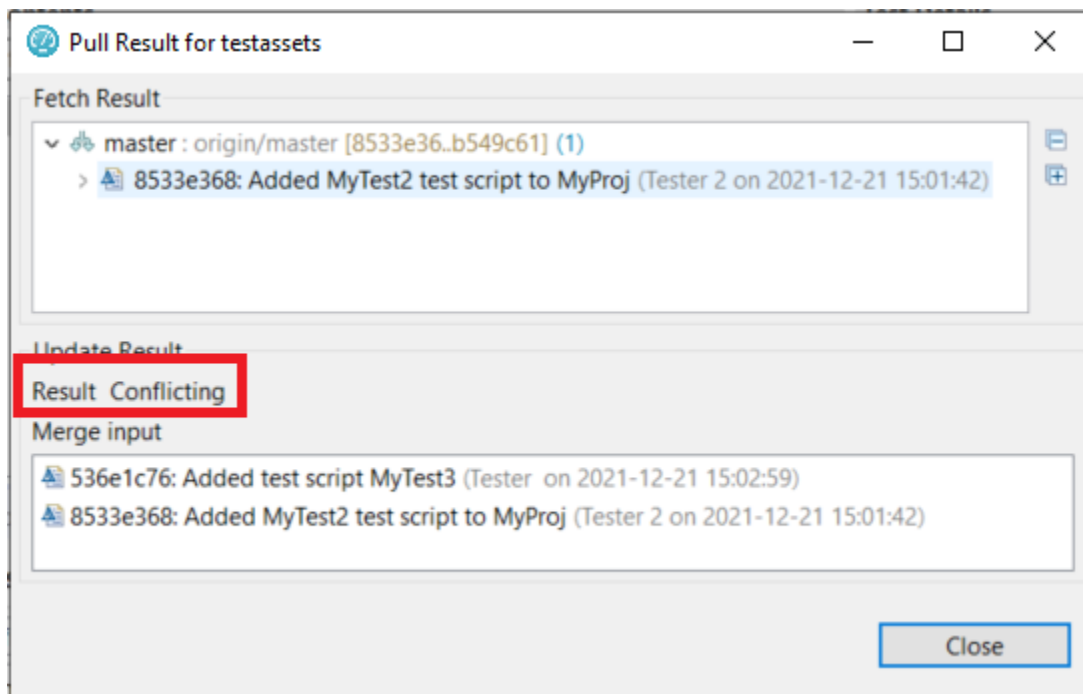 Pull Result for testassets
Fetch Result
master : origin/master [8533e36..b549c61] (1)
8533e368: Added MyTest2 test script to MyProj (Tester 2 on 2021-12-21 15:01:42)
Update Result
Result Conflicting
Merge input
536e1c76: Added test script MyTest3 (Tester on 2021-12-21 15:02:59)
8533e368: Added MyTest2 test script to MyProj (Tester 2 on 2021-12-21 15:01:42)
Close